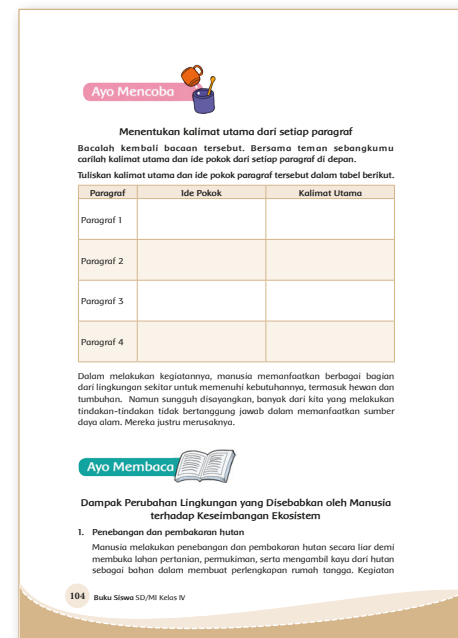 Ayo Mencoba
Menentukan kalimat utama dari setiap paragraf
Bacalah kembali bacaan tersebut. Bersama teman sebangkumu
carilah kalimat utama dan ide pokok dari setiap paragraf di depan.
Tuliskan kalimat utama dan ide pokok paragraf tersebut dalam tabel berikut.
Paragraf Ide Pokok Kalimat Utama
Paragraf 1
Paragraf 2
Paragraf 3
Paragraf 4
Dalam melakukan kegiatannya, manusia memanfaatkan berbagai bagian
dari lingkungan sekitar untuk memenuhi kebutuhannya, termasuk hewan dan
tumbuhan. Namun sungguh disayangkan, banyak dari kita yang melakukan
tindakan-tindakan tidak bertanggung jawab dalam memanfaatkan sumber
daya alam. Mereka justru merusaknya.
Ayo Membaca
Dampak Perubahan Lingkungan yang Disebabkan oleh Manusia
terhadap Keseimbangan Ekosistem
1. Penebangan dan pembakaran hutan
Manusia melakukan penebangan dan pembakaran hutan secara liar demi
membuka lahan pertanian, permukiman, serta mengambil kayu dari hutan
sebagai bahan dalam membuat perlengkapan rumah tangga. Kegiatan
104 Buku Siswa SD/MI Kelas IV